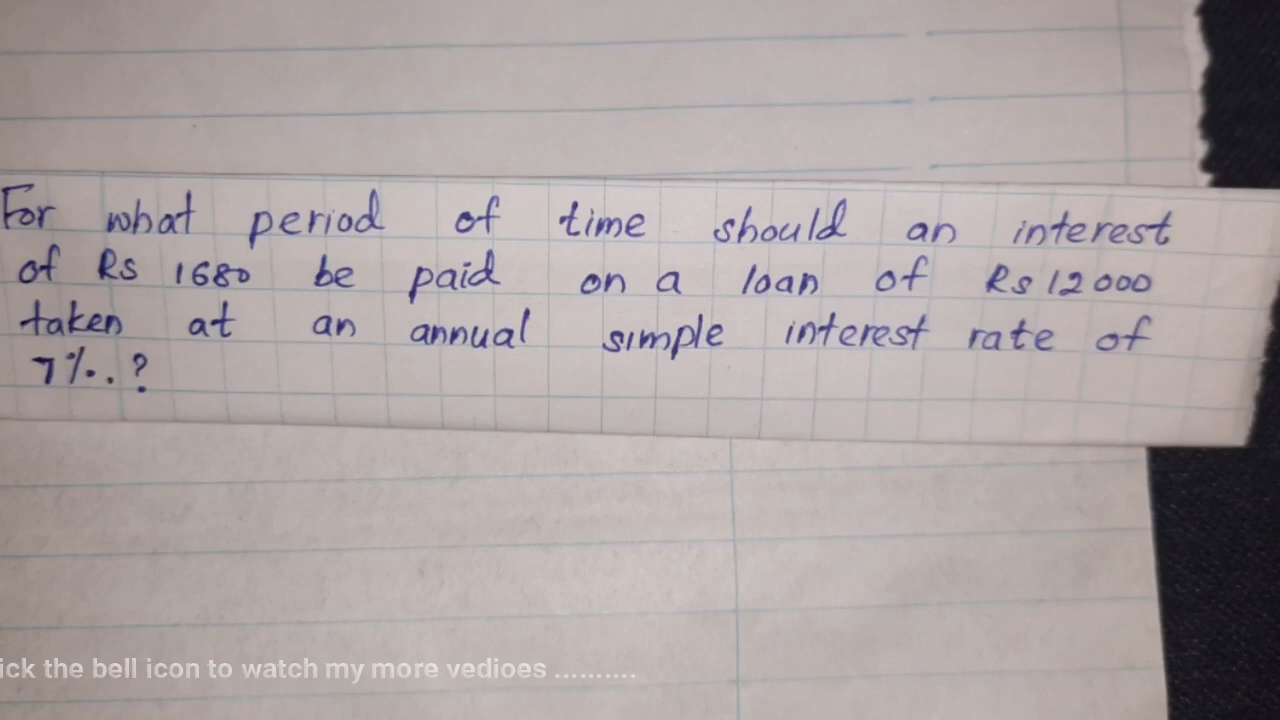 For what period of time should an interest
of Rs 1680 be paid on a loan of Rs 12000
taken at an annual simple interest rate of
7%.?
ick the bell icon to watch my more vedioes ..........